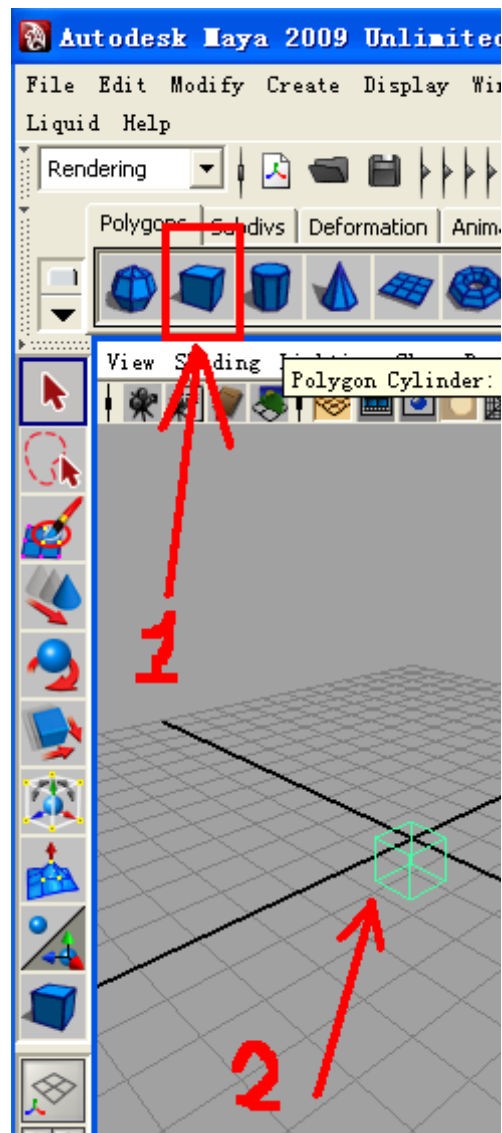 Autodesk Maya 2009 Unlimited
File Edit Modify Create Display
Liquid Help
Rendering
Polygons Subdivs Deformation
View Shading
Polygon Cylinder:
1
2